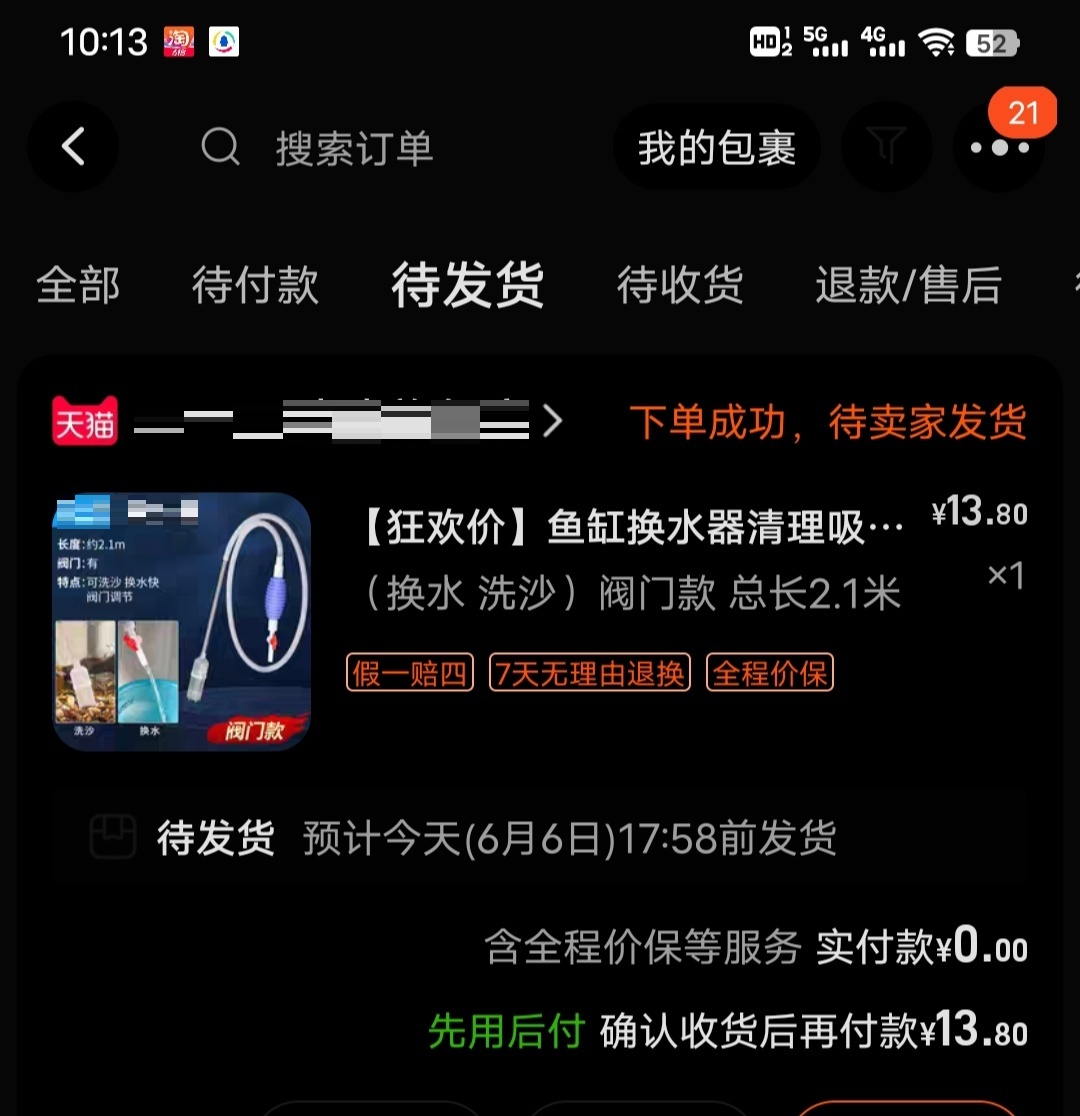 10:13 淘 HD 1 2 5G 4G 52
搜索订单 我的包裹 21
全部 待付款 待发货 待收货 退款/售后
天猫 下单成功，待卖家发货
【狂欢价】鱼缸换水器清理吸… ¥13.80
（换水 洗沙）阀门款 总长2.1米 ×1
假一赔四 7天无理由退换 全程价保
长度：约2.1m
阀门：有
特点：可洗沙 换水快
阀门调节
洗沙 换水
阀门款
待发货 预计今天(6月6日)17:58前发货
含全程价保等服务 实付款¥0.00
先用后付 确认收货后再付款¥13.80